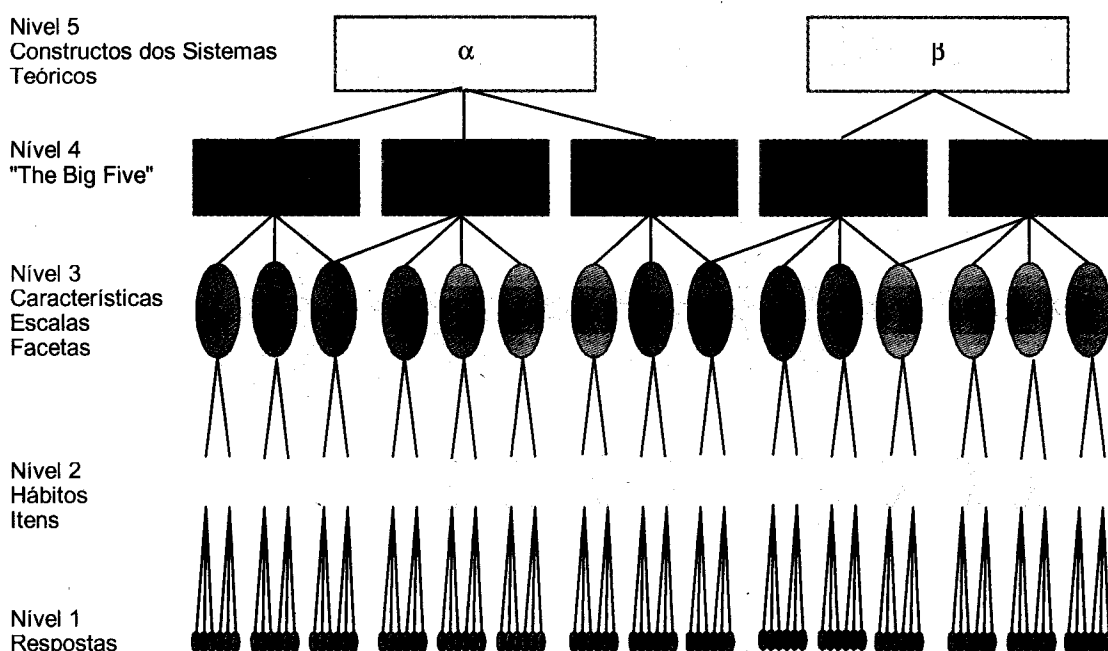 Nível 5
Constructos dos Sistemas
Teóricos
α
β
Nível 4
"The Big Five"
Nível 3
Características
Escalas
Facetas
Nível 2
Hábitos
Itens
Nível 1
Respostas